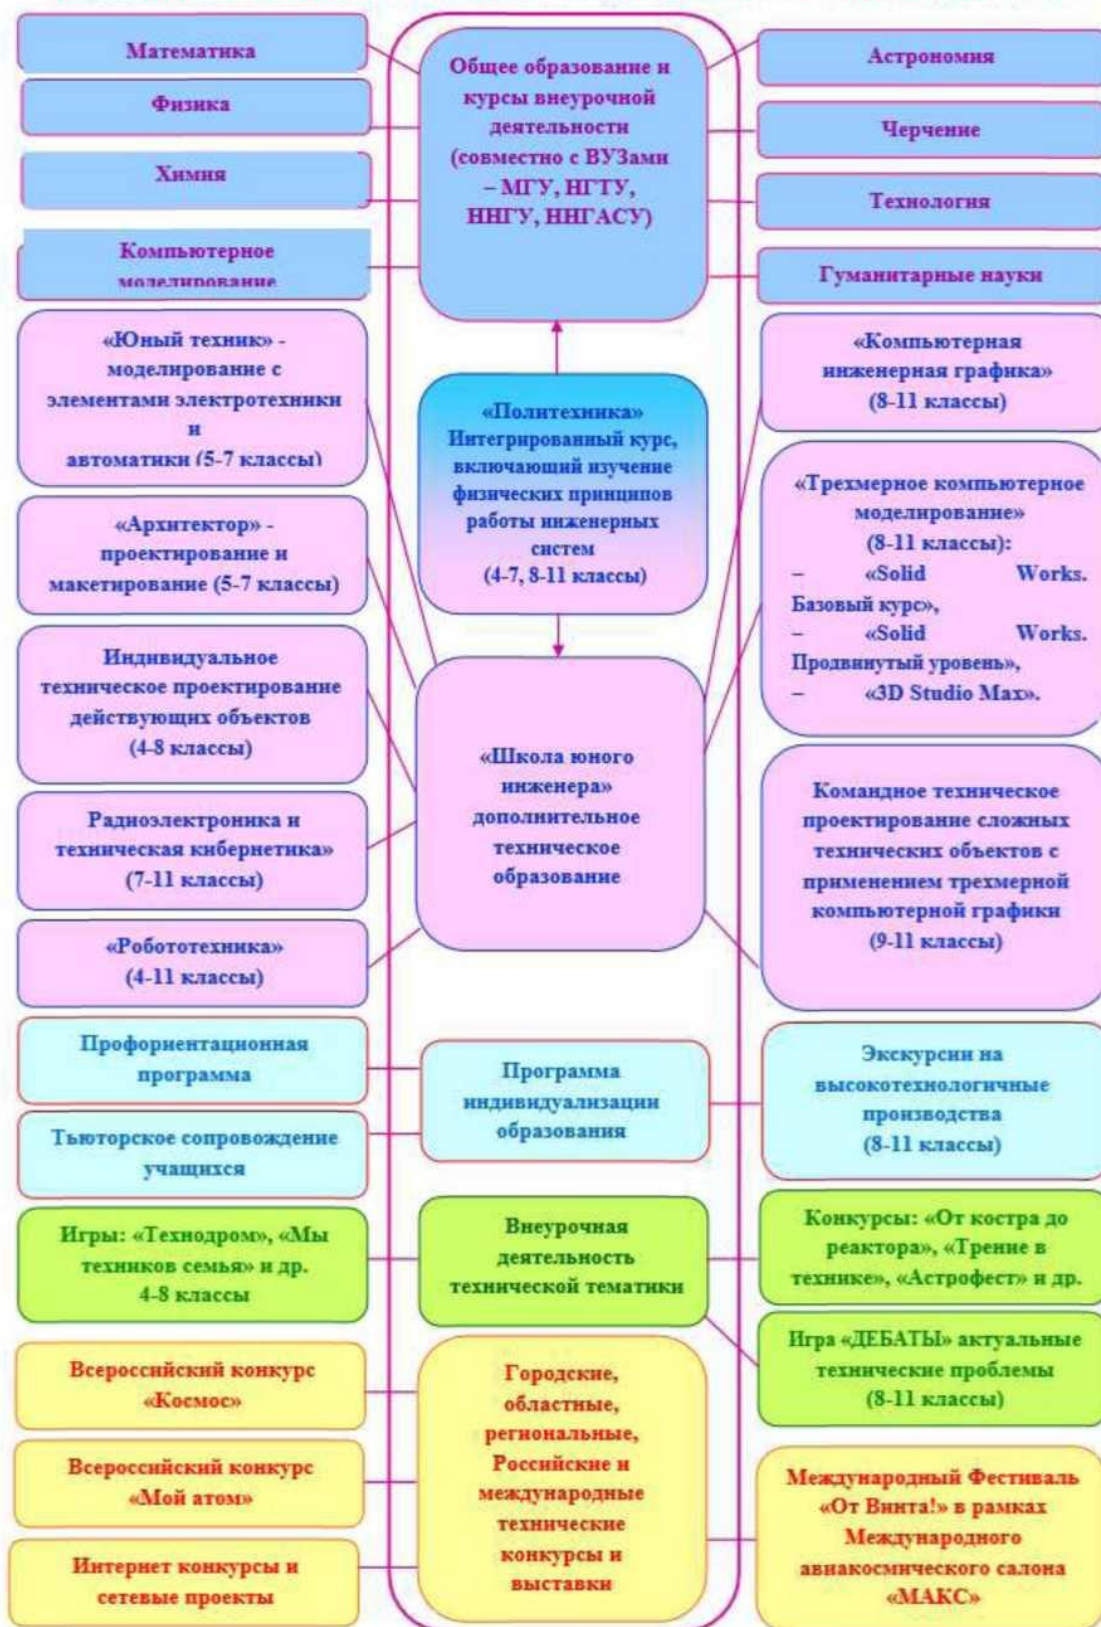 Математика
Физика
Химия
Компьютерное
моделирование
Общее образование и
курсы внеурочной
деятельности
(совместно с ВУЗами
– МГУ, НГТУ,
ННГУ, ННГАСУ)
Астрономия
Черчение
Технология
Гуманитарные науки
«Юный техник» -
моделирование с
элементами электротехники
и
автоматики (5-7 классы)
«Архитектор» -
проектирование и
макетирование (5-7 классы)
Индивидуальное
техническое проектирование
действующих объектов
(4-8 классы)
Радиоэлектроника и
техническая кибернетика»
(7-11 классы)
«Робототехника»
(4-11 классы)
«Политехника»
Интегрированный курс,
включающий изучение
физических принципов
работы инженерных
систем
(4-7, 8-11 классы)
«Школа юного
инженера»
дополнительное
техническое
образование
«Компьютерная
инженерная графика»
(8-11 классы)
«Трехмерное компьютерное
моделирование»
(8-11 классы):
– «Solid Works.
Базовый курс»,
– «Solid Works.
Продвинутый уровень»,
– «3D Studio Max».
Командное техническое
проектирование сложных
технических объектов с
применением трехмерной
компьютерной графики
(9-11 классы)
Профориентационная
программа
Тьюторское сопровождение
учащихся
Программа
индивидуализации
образования
Экскурсии на
высокотехнологичные
производства
(8-11 классы)
Игры: «Технодром», «Мы
техников семья» и др.
4-8 классы
Внеурочная
деятельность
технической тематики
Конкурсы: «От костра до
реактора», «Трение в
технике», «Астрофест» и др.
Игра «ДЕБАТЫ» актуальные
технические проблемы
(8-11 классы)
Всероссийский конкурс
«Космос»
Всероссийский конкурс
«Мой атом»
Интернет конкурсы и
сетевые проекты
Городские,
областные,
региональные,
Российские и
международные
технические
конкурсы и
выставки
Международный Фестиваль
«От Винта!» в рамках
Международного
авиакосмического салона
«МАКС»